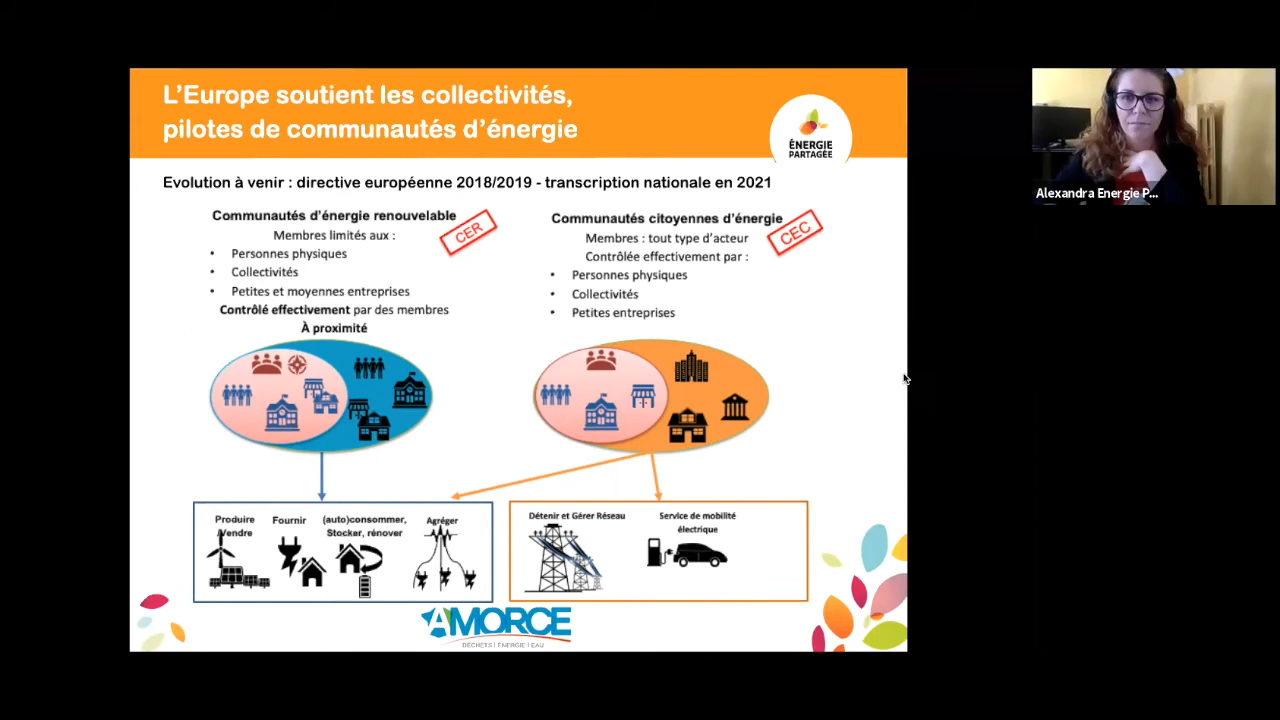 L'Europe soutient les collectivités,
pilotes de communautés d'énergie
ÉNERGIE
PARTAGÉE
Alexandra Energie P...
Evolution à venir : directive européenne 2018/2019 - transcription nationale en 2021
Communautés d'énergie renouvelable
CER
Membres limités aux :
• Personnes physiques
• Collectivités
• Petites et moyennes entreprises
Contrôlé effectivement par des membres
À proximité
Communautés citoyennes d'énergie
CEC
Membres : tout type d'acteur
Contrôlée effectivement par :
• Personnes physiques
• Collectivités
• Petites entreprises
Produire
/Vendre
Fournir
(auto)consommer,
Stocker, rénover
Agréger
Détenir et Gérer Réseau
Service de mobilité
électrique
AMORCE
DÉCHETS | ÉNERGIE | EAU